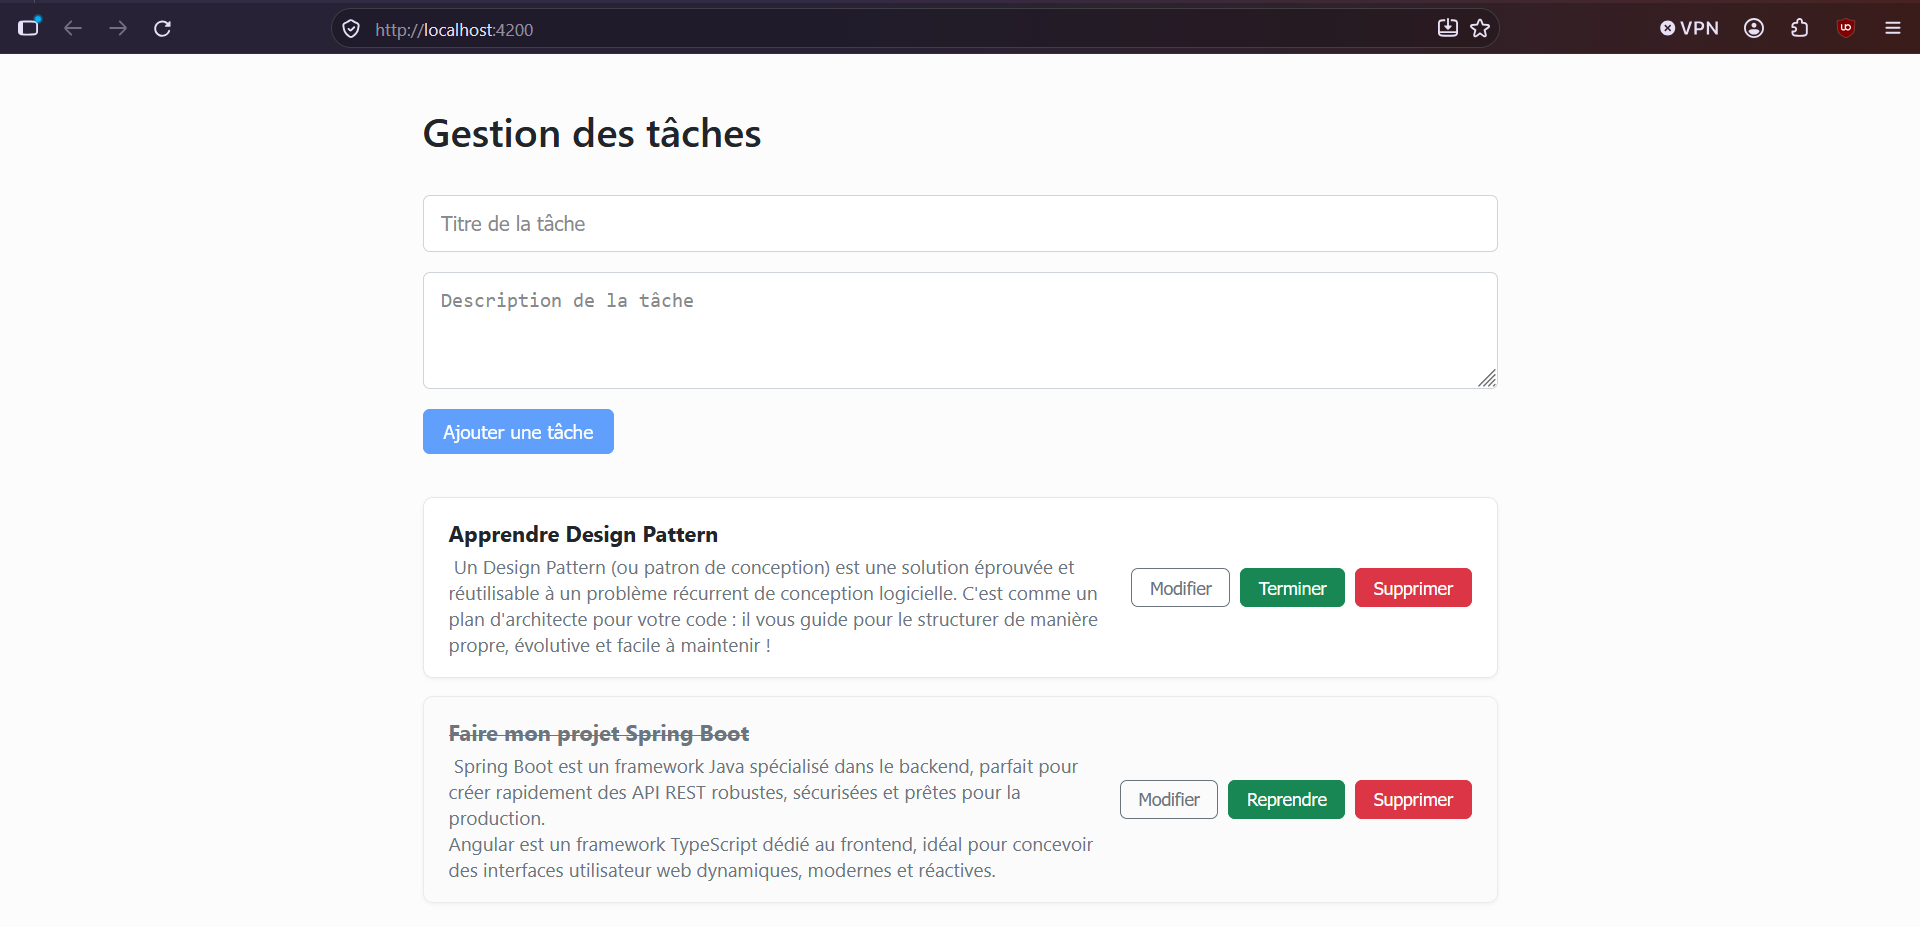 http://localhost:4200
VPN
Gestion des tâches
Titre de la tâche
Description de la tâche
Ajouter une tâche
Apprendre Design Pattern
Un Design Pattern (ou patron de conception) est une solution éprouvée et
réutilisable à un problème récurrent de conception logicielle. C'est comme un
plan d'architecte pour votre code : il vous guide pour le structurer de manière
propre, évolutive et facile à maintenir !
Modifier
Terminer
Supprimer
Faire mon projet Spring Boot
Spring Boot est un framework Java spécialisé dans le backend, parfait pour
créer rapidement des API REST robustes, sécurisées et prêtes pour la
production.
Angular est un framework TypeScript dédié au frontend, idéal pour concevoir
des interfaces utilisateur web dynamiques, modernes et réactives.
Modifier
Reprendre
Supprimer